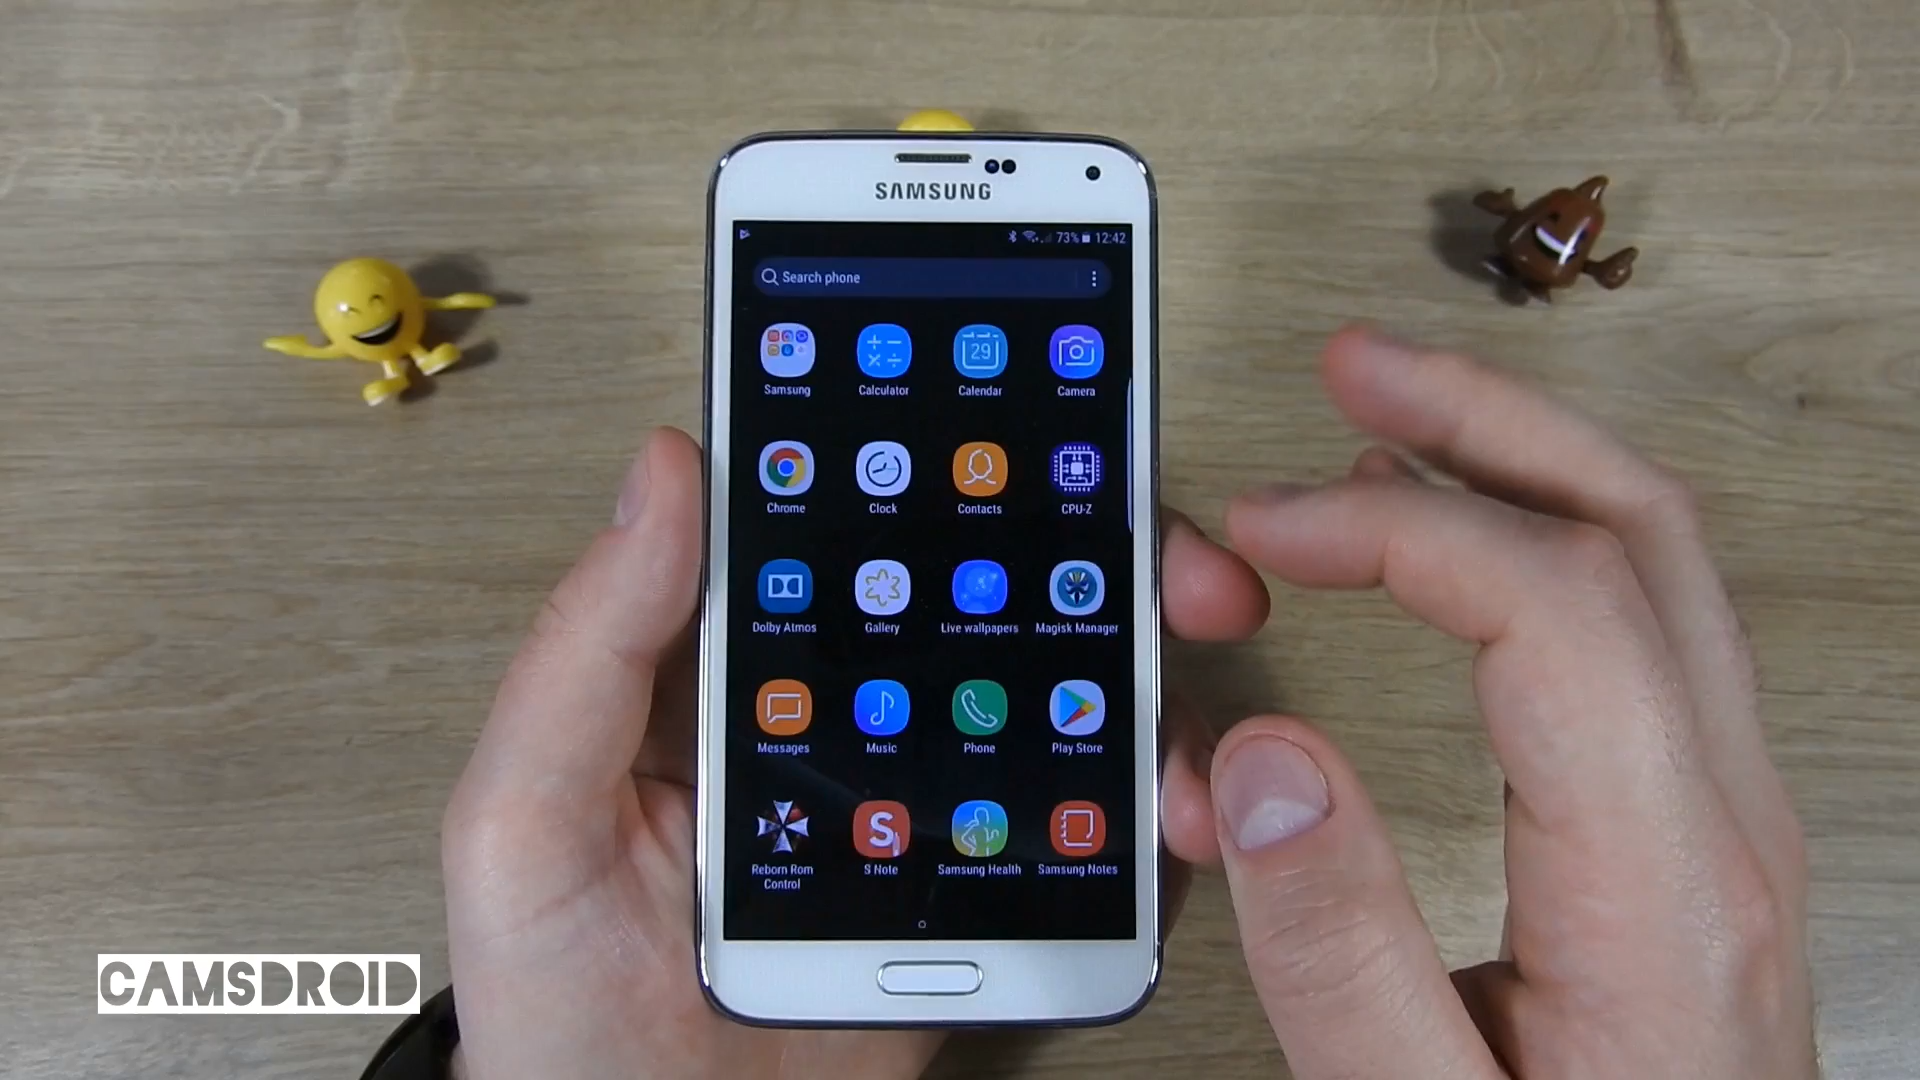 SAMSUNG
73% 12:42
Search phone
29
Samsung Calculator Calendar Camera
Chrome Clock Contacts CPU-Z
Dolby Atmos Gallery Live wallpapers Magisk Manager
Messages Music Phone Play Store
S
Reborn Rom Control S Note Samsung Health Samsung Notes
CAMSDROID